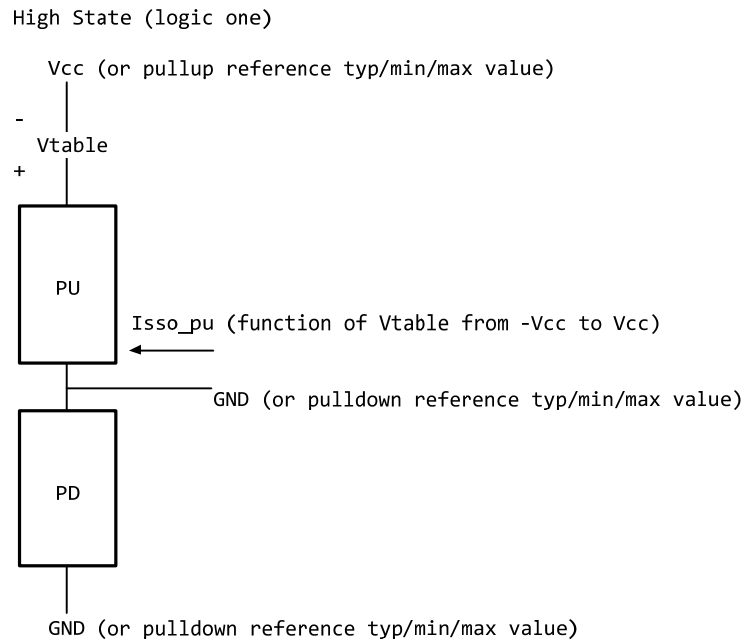 High State (logic one)
Vcc (or pullup reference typ/min/max value)
-
Vtable
+
PU
Isso_pu (function of Vtable from -Vcc to Vcc)
GND (or pulldown reference typ/min/max value)
PD
GND (or pulldown reference typ/min/max value)